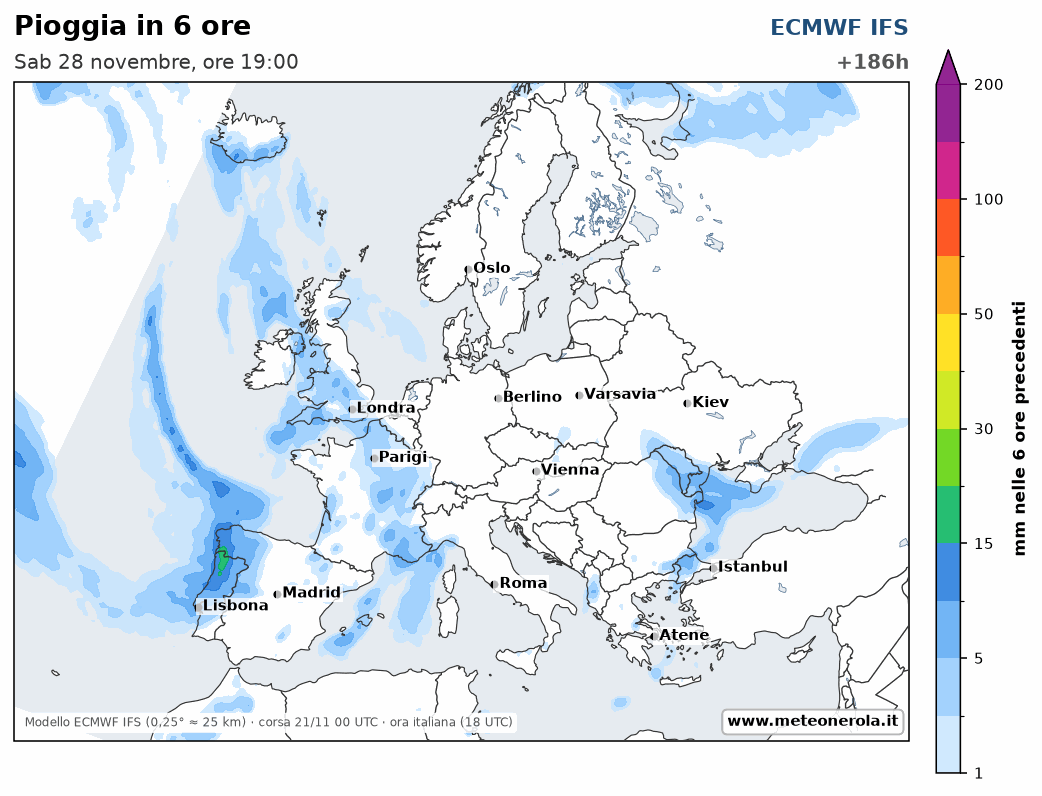 Pioggia in 6 ore
ECMWF IFS
Sab 28 novembre, ore 19:00
+186h
200
100
50
30
15
5
1
mm nelle 6 ore precedenti
Oslo
Berlino
Varsavia
Kiev
Londra
Parigi
Vienna
Istanbul
Roma
Madrid
Lisbona
Atene
Modello ECMWF IFS (0,25° ≈ 25 km) · corsa 21/11 00 UTC · ora italiana (18 UTC)
www.meteonerola.it